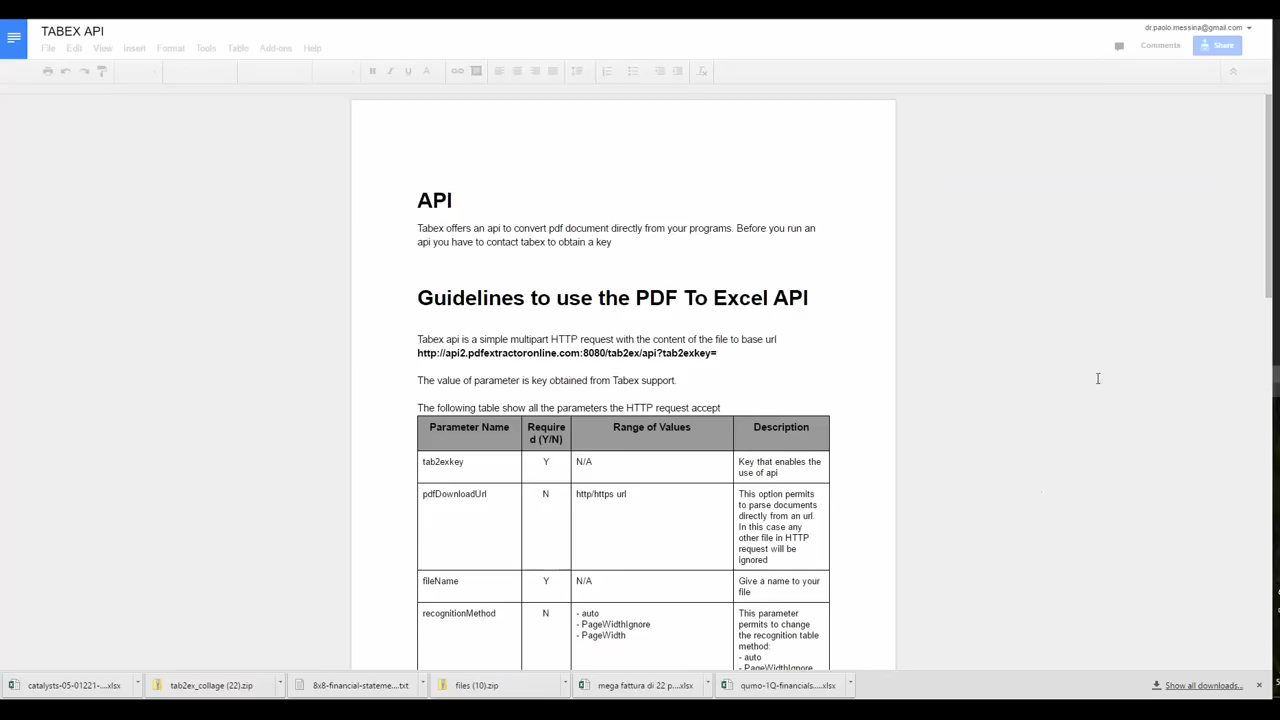 TABEX API
dr.paolo.messina@gmail.com
File Edit View Insert Format Tools Table Add-ons Help
Comments Share
B I U A
API
Tabex offers an api to convert pdf document directly from your programs. Before you run an
api you have to contact tabex to obtain a key
Guidelines to use the PDF To Excel API
Tabex api is a simple multipart HTTP request with the content of the file to base url
http://api2.pdfextractoronline.com:8080/tab2ex/api?tab2exkey=
The value of parameter is key obtained from Tabex support.
The following table show all the parameters the HTTP request accept
Parameter Name Require Range of Values Description
d (Y/N)
tab2exkey Y N/A Key that enables the
use of api
pdfDownloadUrl N http/https url This option permits
to parse documents
directly from an url.
In this case any
other file in HTTP
request will be
ignored
fileName Y N/A Give a name to your
file
recognitionMethod N - auto This parameter
- PageWidthIgnore permits to change
- PageWidth the recognition table
method:
- auto
- PageWidthIgnore
catalysts-05-01221-....xlsx tab2ex_collage (22).zip 8x8-financial-stateme....txt files (10).zip mega fattura di 22 p....xlsx qumo-1Q-financials....xlsx Show all downloads...